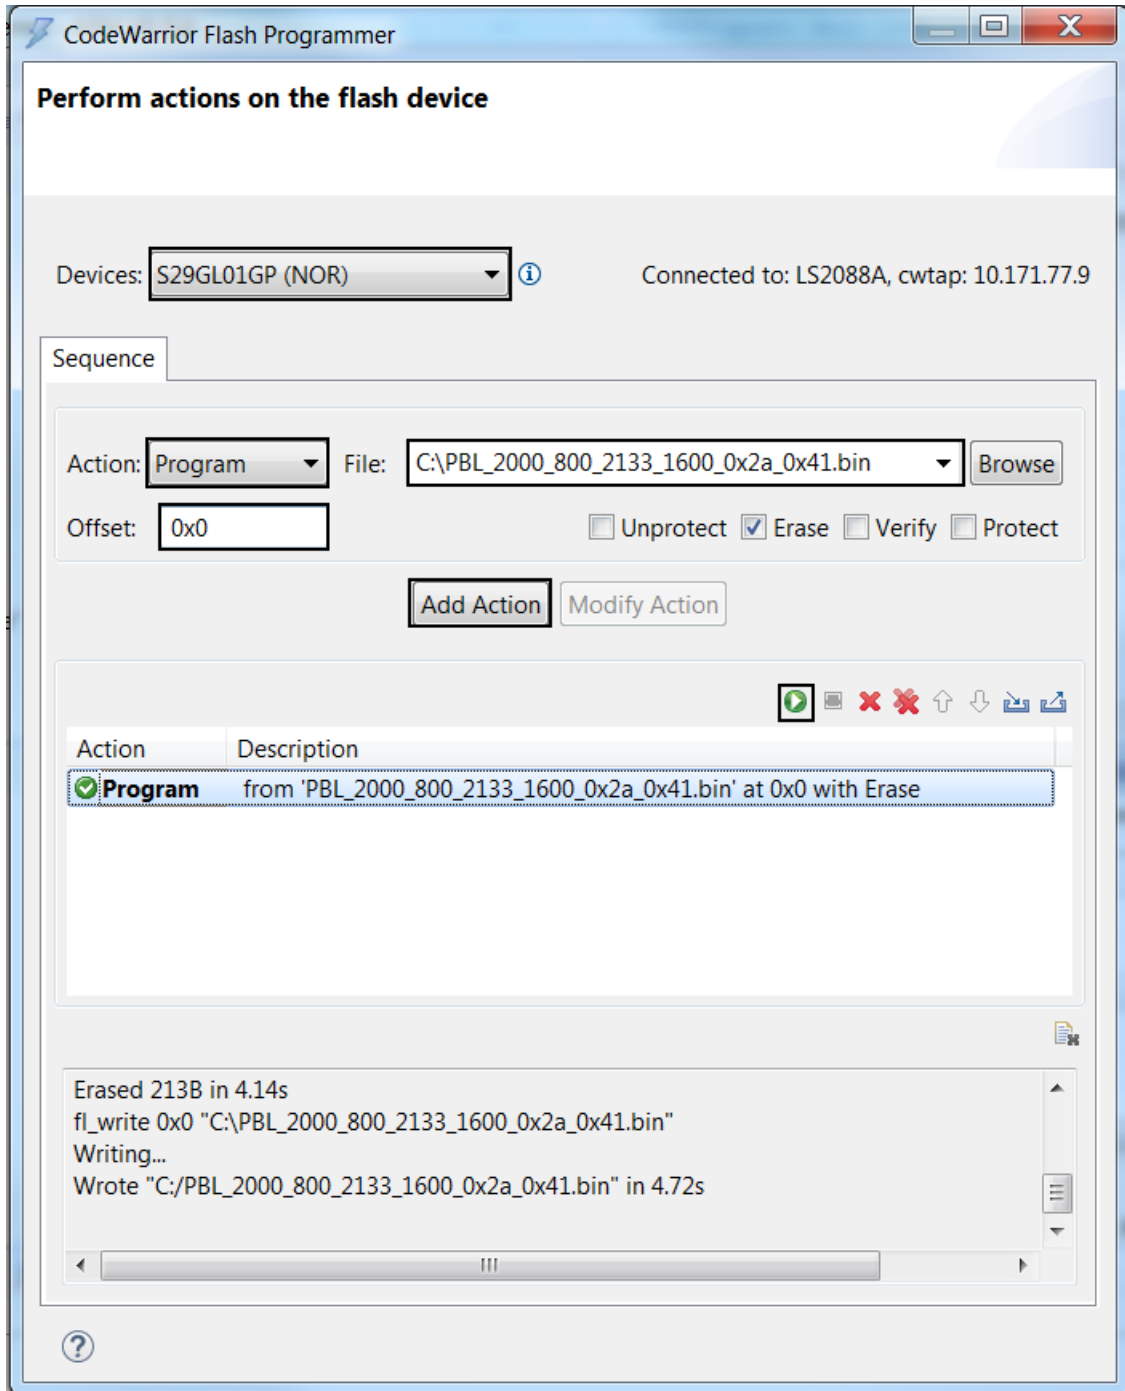 CodeWarrior Flash Programmer
Perform actions on the flash device
Devices: S29GL01GP (NOR) Connected to: LS2088A, cwtap: 10.171.77.9
Sequence
Action: Program File: C:\PBL_2000_800_2133_1600_0x2a_0x41.bin Browse
Offset: 0x0 Unprotect Erase Verify Protect
Add Action Modify Action
Action Description
Program from 'PBL_2000_800_2133_1600_0x2a_0x41.bin' at 0x0 with Erase
Erased 213B in 4.14s
fl_write 0x0 "C:\PBL_2000_800_2133_1600_0x2a_0x41.bin"
Writing...
Wrote "C:/PBL_2000_800_2133_1600_0x2a_0x41.bin" in 4.72s